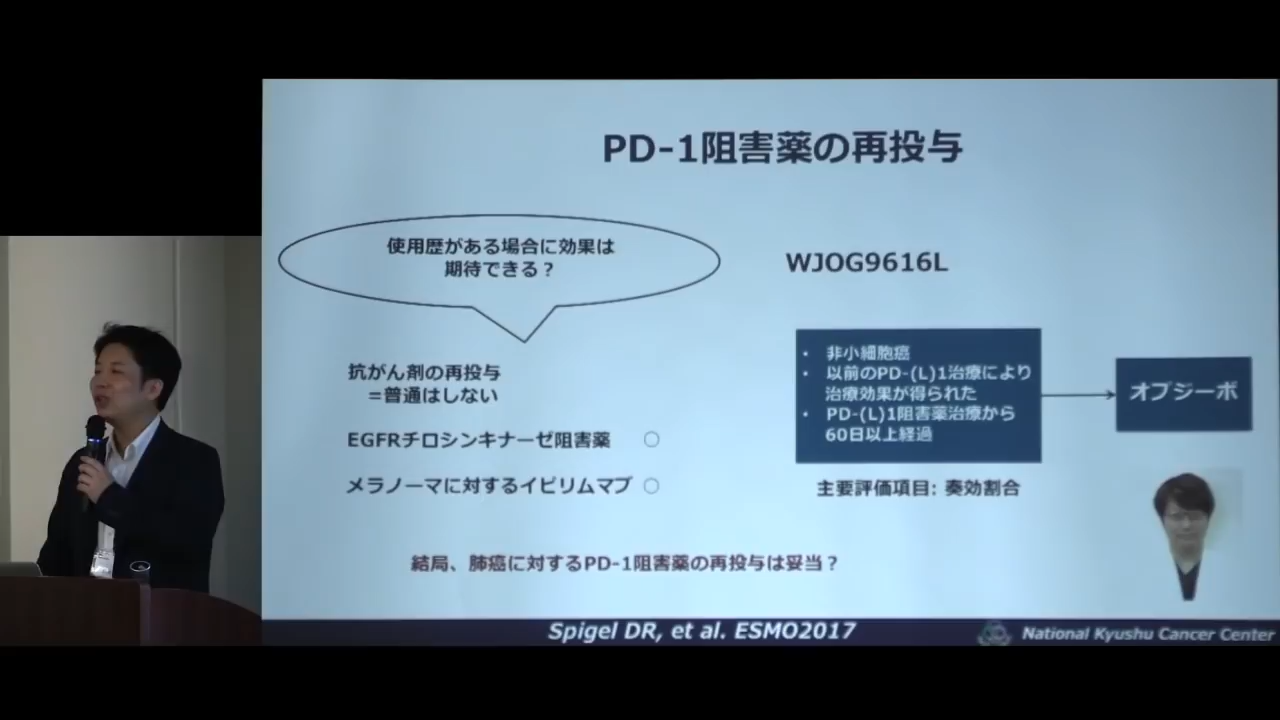 PD-1阻害薬の再投与
使用歴がある場合に効果は
期待できる？
抗がん剤の再投与
＝普通はしない
EGFRチロシンキナーゼ阻害薬 ○
メラノーマに対するイピリムマブ ○
WJOG9616L
• 非小細胞癌
• 以前のPD-(L)1治療により
治療効果が得られた
• PD-(L)1阻害薬治療から
60日以上経過
オプジーボ
主要評価項目: 奏効割合
結局、肺癌に対するPD-1阻害薬の再投与は妥当？
Spigel DR, et al. ESMO2017
National Kyushu Cancer Center